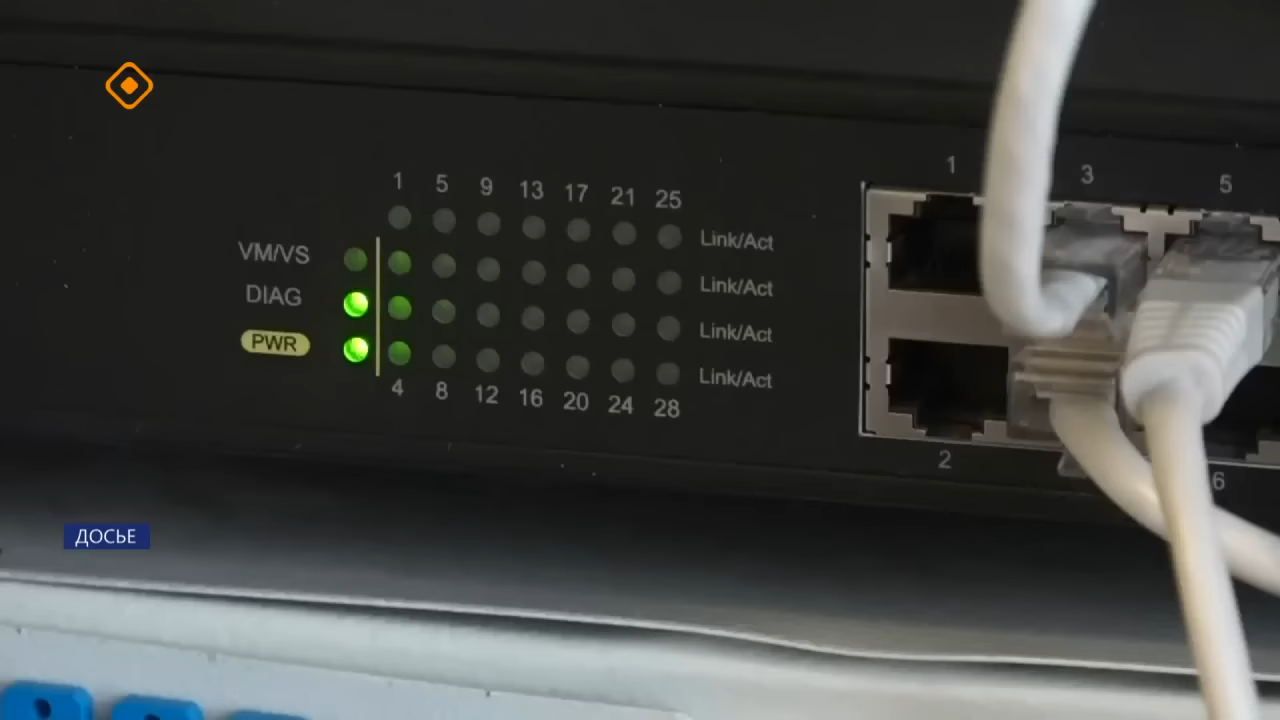 1 3 5
1 5 9 13 17 21 25
Link/Act
VM/VS
Link/Act
DIAG
Link/Act
PWR
Link/Act
4 8 12 16 20 24 28
2 6
ДОСЬЕ